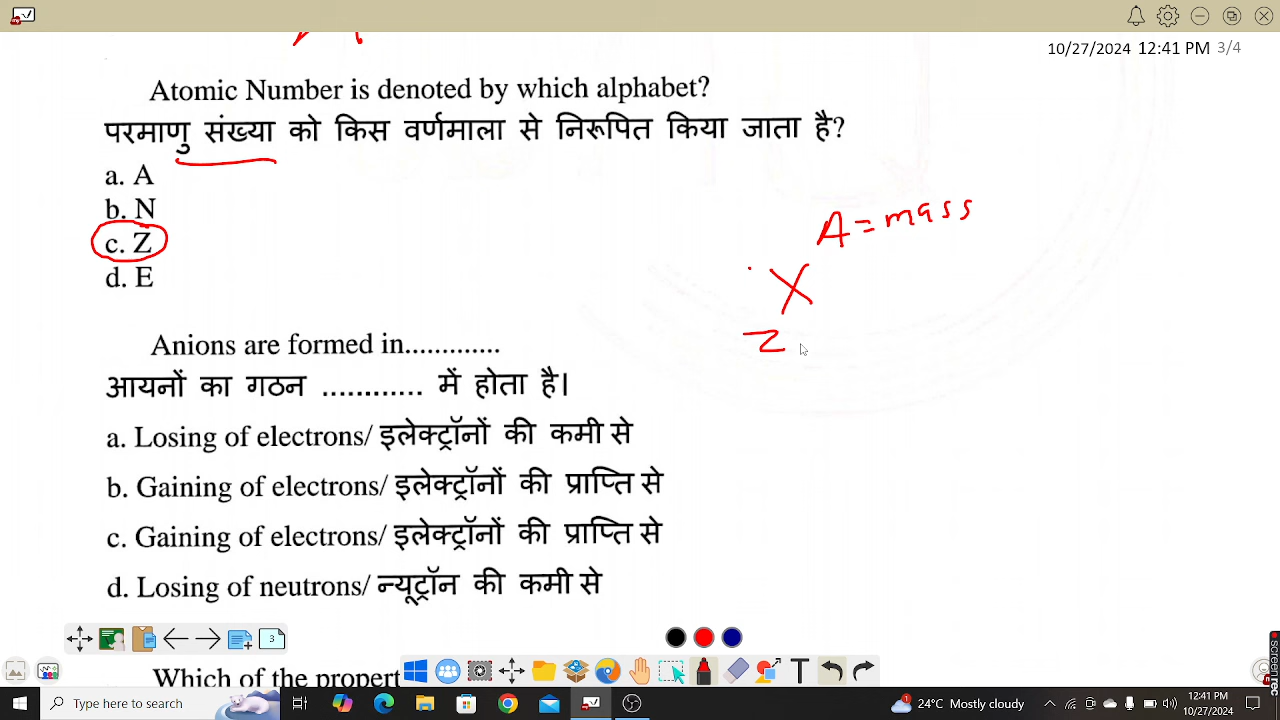 10/27/2024 12:41 PM 3/4
Atomic Number is denoted by which alphabet?
परमाणु संख्या को किस वर्णमाला से निरूपित किया जाता है?
a. A
b. N
c. Z
d. E
A = mass
X
Z
Anions are formed in.............
आयनों का गठन ............ में होता है।
a. Losing of electrons/ इलेक्ट्रॉनों की कमी से
b. Gaining of electrons/ इलेक्ट्रॉनों की प्राप्ति से
c. Gaining of electrons/ इलेक्ट्रॉनों की प्राप्ति से
d. Losing of neutrons/ न्यूट्रॉन की कमी से
3
Which of the propert
T
Type here to search
24°C Mostly cloudy
12:41 PM
10/27/2024